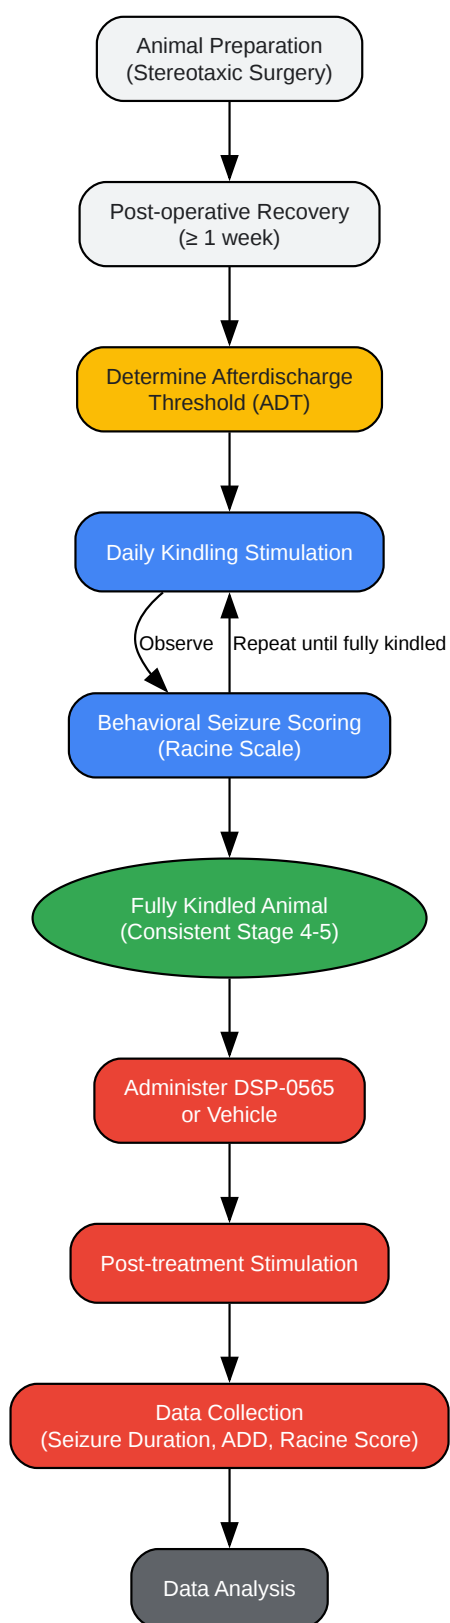 Animal Preparation
(Stereotaxic Surgery)
Post-operative Recovery
(≥ 1 week)
Determine Afterdischarge
Threshold (ADT)
Daily Kindling Stimulation
Observe
Repeat until fully kindled
Behavioral Seizure Scoring
(Racine Scale)
Fully Kindled Animal
(Consistent Stage 4-5)
Administer DSP-0565
or Vehicle
Post-treatment Stimulation
Data Collection
(Seizure Duration, ADD, Racine Score)
Data Analysis